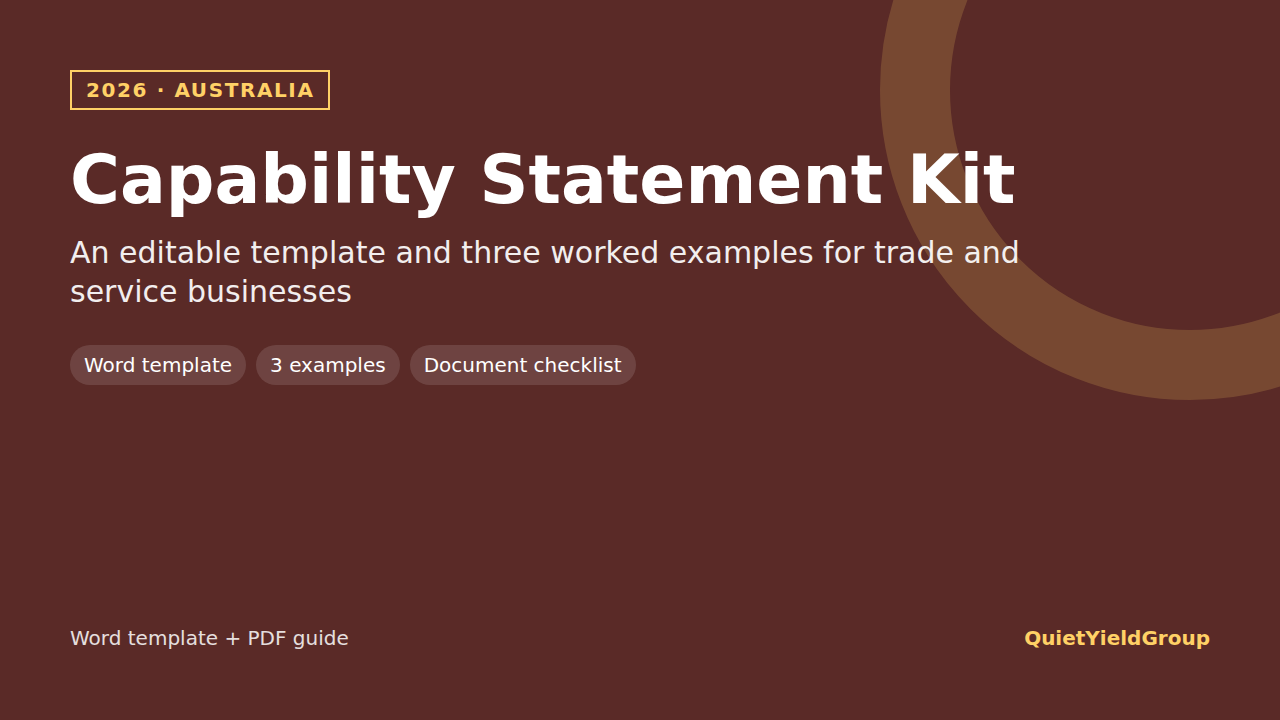 2026 · AUSTRALIA
Capability Statement Kit
An editable template and three worked examples for trade and
service businesses
Word template
3 examples
Document checklist
Word template + PDF guide
QuietYieldGroup